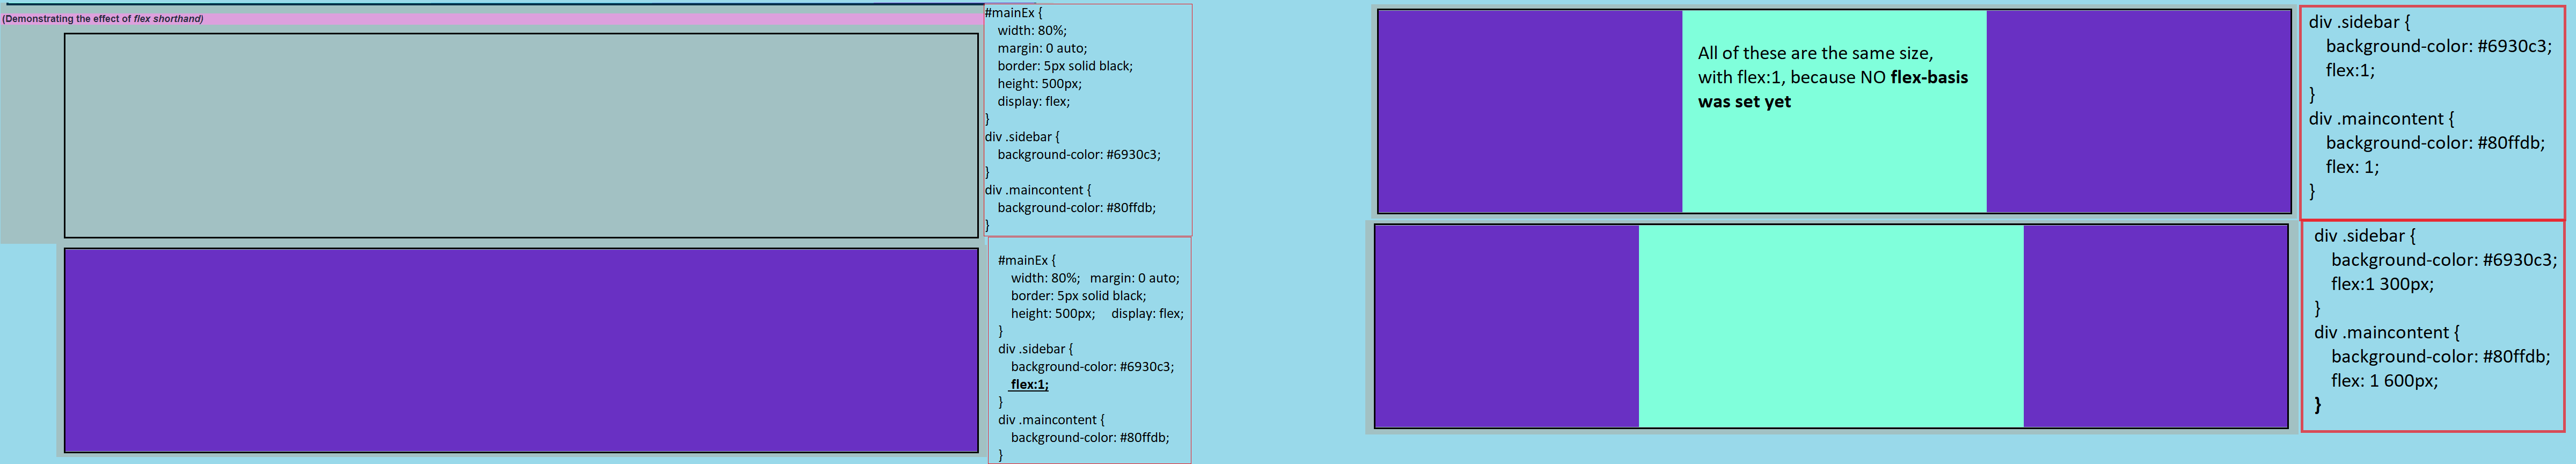 (Demonstrating the effect of flex shorthand)
#mainEx {
width: 80%;
margin: 0 auto;
border: 5px solid black;
height: 500px;
display: flex;
}
div .sidebar {
background-color: #6930c3;
}
div .maincontent {
background-color: #80ffdb;
}
#mainEx {
width: 80%; margin: 0 auto;
border: 5px solid black;
height: 500px; display: flex;
}
div .sidebar {
background-color: #6930c3;
flex:1;
}
div .maincontent {
background-color: #80ffdb;
}
All of these are the same size,
with flex:1, because NO flex-basis
was set yet
div .sidebar {
background-color: #6930c3;
flex:1;
}
div .maincontent {
background-color: #80ffdb;
flex: 1;
}
div .sidebar {
background-color: #6930c3;
flex:1 300px;
}
div .maincontent {
background-color: #80ffdb;
flex: 1 600px;
}